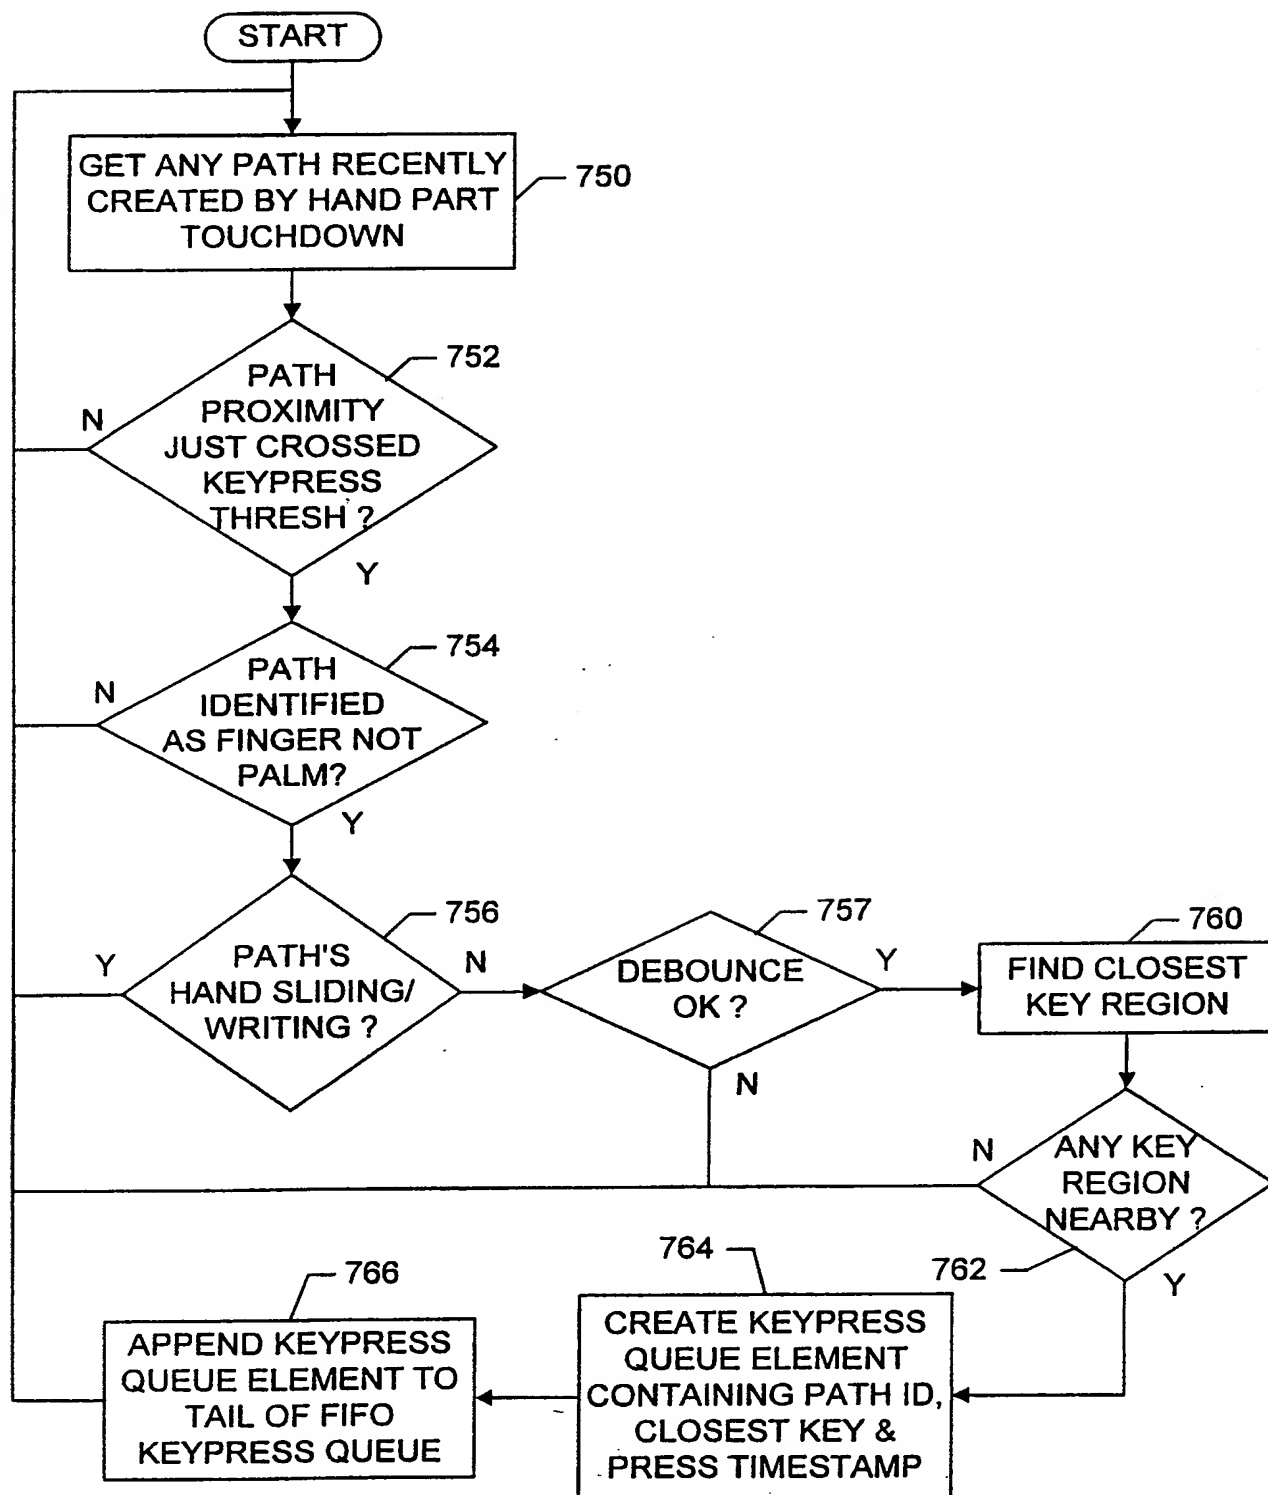 START
GET ANY PATH RECENTLY
CREATED BY HAND PART
TOUCHDOWN
750
752
PATH
PROXIMITY
JUST CROSSED
KEYPRESS
THRESH ?
N
Y
754
PATH
IDENTIFIED
AS FINGER NOT
PALM?
N
Y
756
PATH'S
HAND SLIDING/
WRITING ?
Y
N
757
DEBOUNCE
OK ?
Y
N
760
FIND CLOSEST
KEY REGION
ANY KEY
REGION
NEARBY ?
N
762
Y
764
CREATE KEYPRESS
QUEUE ELEMENT
CONTAINING PATH ID,
CLOSEST KEY &
PRESS TIMESTAMP
766
APPEND KEYPRESS
QUEUE ELEMENT TO
TAIL OF FIFO
KEYPRESS QUEUE